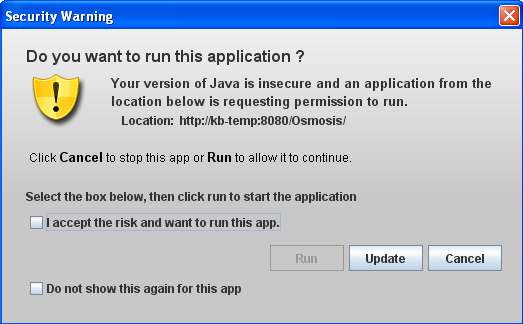 Security Warning
Do you want to run this application ?
Your version of Java is insecure and an application from the
location below is requesting permission to run.
Location: http://kb-temp:8080/Osmosis/
Click Cancel to stop this app or Run to allow it to continue.
Select the box below, then click run to start the application
I accept the risk and want to run this app.
Run Update Cancel
Do not show this again for this app